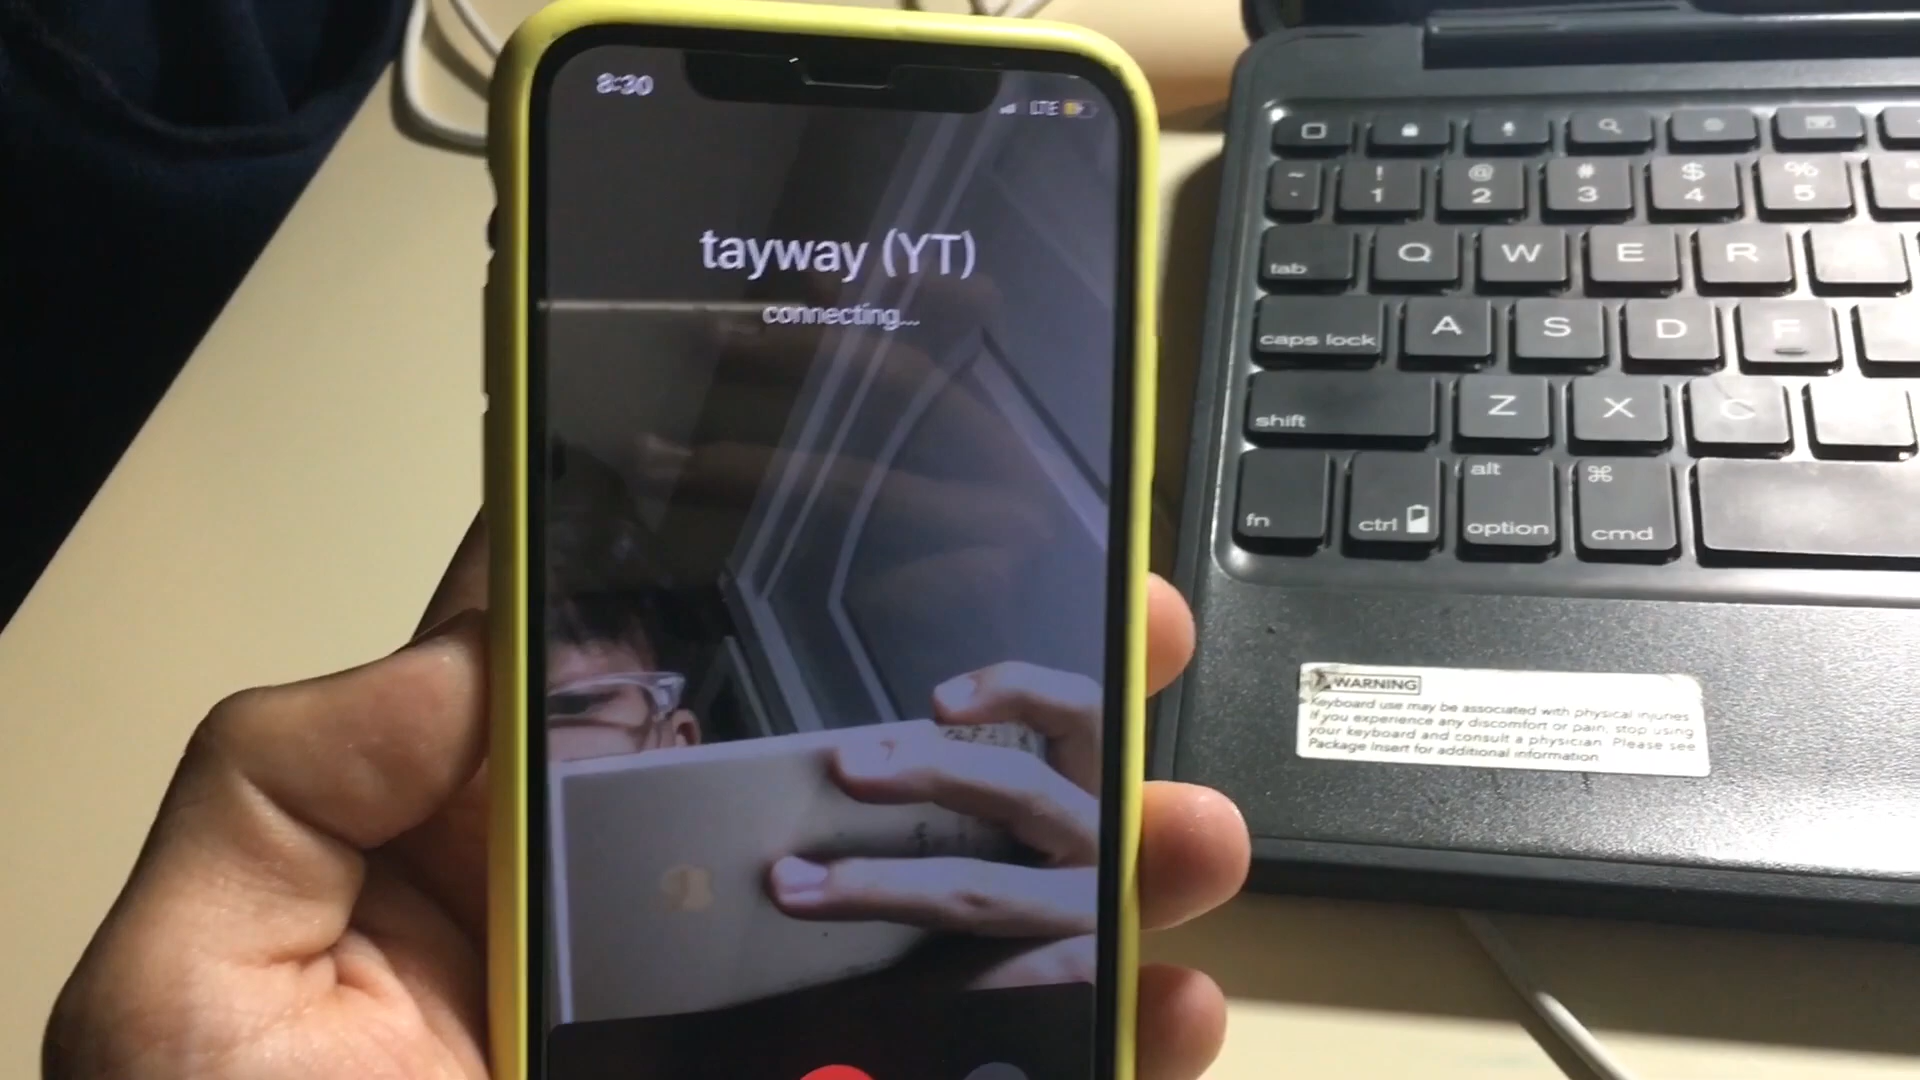 8:30
LTE
tayway (YT)
connecting...
~ ! @ # $ %
` 1 2 3 4 5
tab Q W E R
caps lock A S D F
shift Z X C
fn ctrl alt option ⌘ cmd
WARNING
Keyboard use may be associated with physical injuries.
If you experience any discomfort or pain, stop using
your keyboard and consult a physician. Please see
Package Insert for additional information.